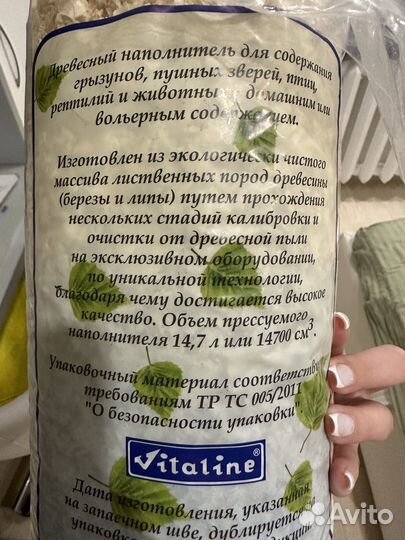 Древесный наполнитель для содержания
грызунов, пушных зверей, птиц,
рептилий и животных с домашним или
вольерным содержанием.
Изготовлен из экологически чистого
массива лиственных пород древесины
(березы и липы) путем прохождения
нескольких стадий калибровки и
очистки от древесной пыли
на эксклюзивном оборудовании,
по уникальной технологии,
благодаря чему достигается высокое
качество. Объем прессуемого
наполнителя 14,7 л или 14700 см³.
Упаковочный материал соответствует
требованиям ТР ТС 005/2011
"О безопасности упаковки"
Vitaline®
Дата изготовления, указанная
на запаечном шве, дублируется на
Avito